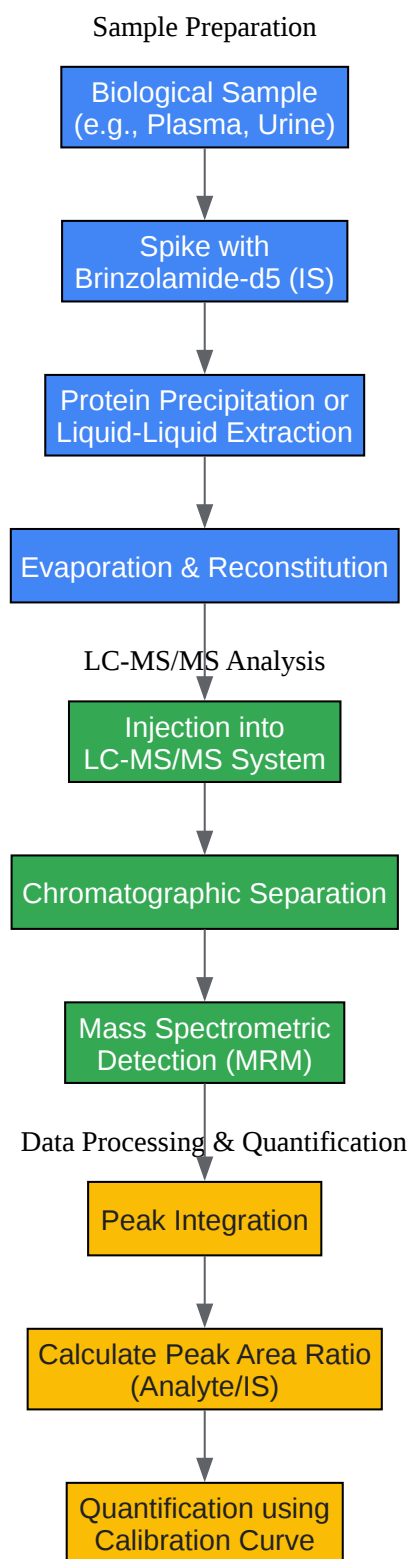 Sample Preparation
Biological Sample
(e.g., Plasma, Urine)
Spike with
Brinzolamide-d5 (IS)
Protein Precipitation or
Liquid-Liquid Extraction
Evaporation & Reconstitution
LC-MS/MS Analysis
Injection into
LC-MS/MS System
Chromatographic Separation
Mass Spectrometric
Detection (MRM)
Data Processing & Quantification
Peak Integration
Calculate Peak Area Ratio
(Analyte/IS)
Quantification using
Calibration Curve